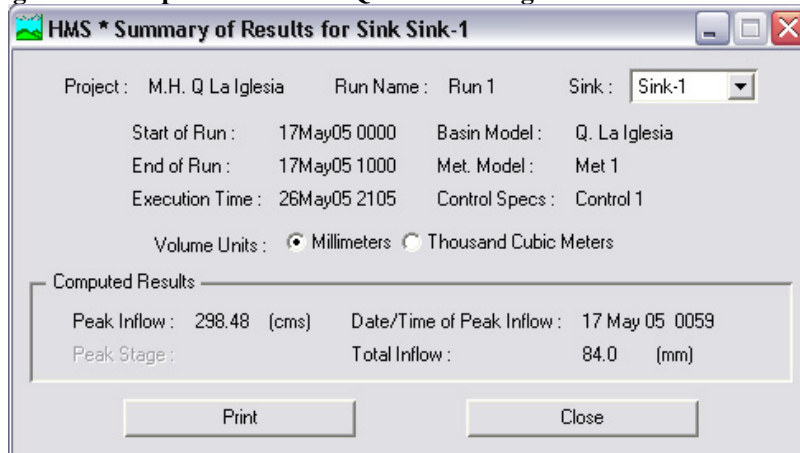 HMS * Summary of Results for Sink Sink-1
Project : M.H. Q La Iglesia Run Name : Run 1 Sink : Sink-1
Start of Run : 17May05 0000 Basin Model : Q. La Iglesia
End of Run : 17May05 1000 Met. Model : Met 1
Execution Time : 26May05 2105 Control Specs : Control 1
Volume Units : Millimeters Thousand Cubic Meters
Computed Results
Peak Inflow : 298.48 (cms) Date/Time of Peak Inflow : 17 May 05 0059
Peak Stage : Total Inflow : 84.0 (mm)
Print Close